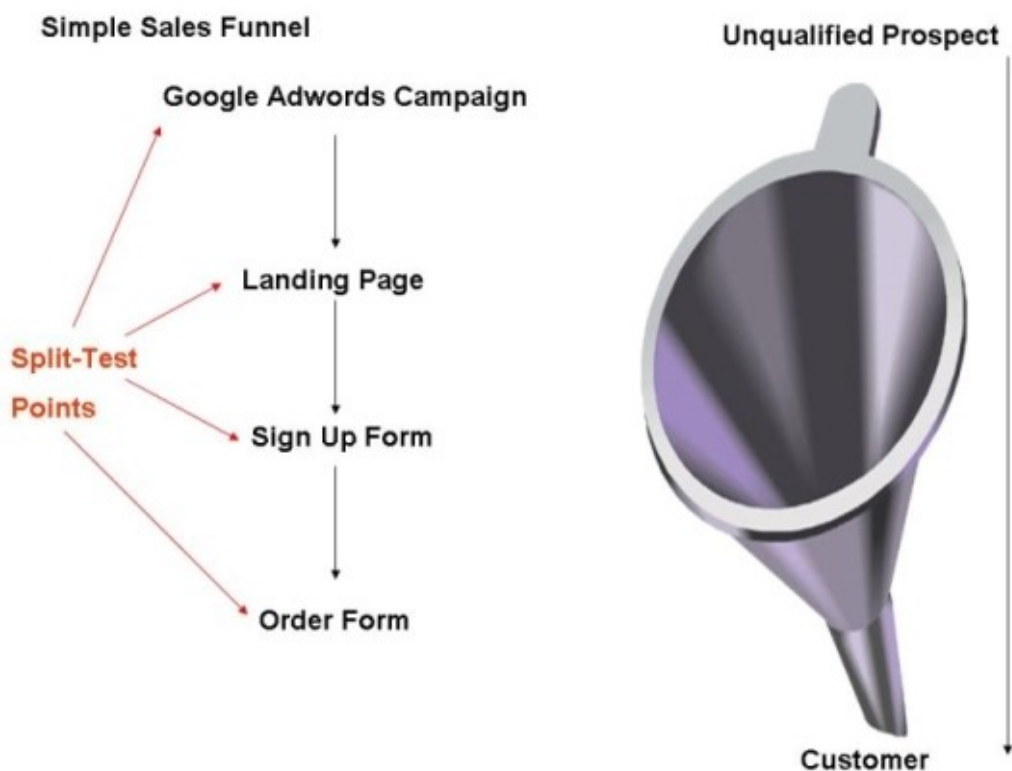 Simple Sales Funnel
Unqualified Prospect
Google Adwords Campaign
Landing Page
Split-Test
Points
Sign Up Form
Order Form
Customer